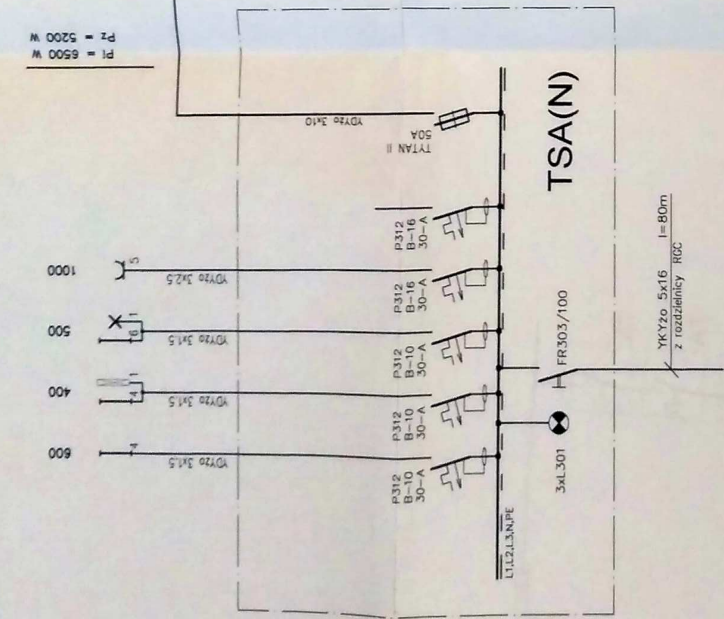 Pi = 6500 W
Pz = 5200 W
YDYżo 3x10
TYTAN II
50A
TSA(N)
P312
B-16
30-A
1000
5
YDYżo 3x2.5
P312
B-16
30-A
500
1
6
YDYżo 3x1.5
P312
B-10
30-A
400
1
4
YDYżo 3x1.5
P312
B-10
30-A
600
4
YDYżo 3x1.5
P312
B-10
30-A
FR303/100
YKYżo 5x16 l=80m
z rozdzielnicy RGC
3xL301
L1,L2,L3,N,PE